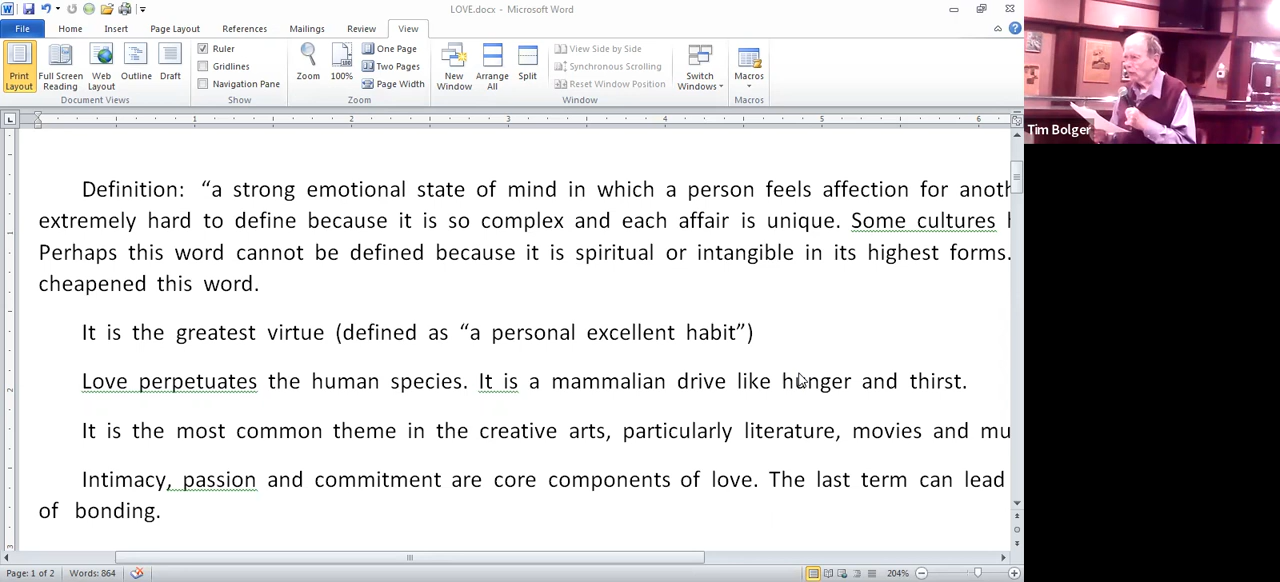 LOVE.docx - Microsoft Word
File Home Insert Page Layout References Mailings Review View
Print Layout
Full Screen Reading
Web Layout
Outline
Draft
Document Views
Ruler
Gridlines
Navigation Pane
Show
Zoom
100%
One Page
Two Pages
Page Width
Zoom
New Window
Arrange All
Split
View Side by Side
Synchronous Scrolling
Reset Window Position
Window
Switch Windows
Macros
Macros
Tim Bolger
1 2 3 4 5 6
Definition: “a strong emotional state of mind in which a person feels affection for anoth
extremely hard to define because it is so complex and each affair is unique. Some cultures h
Perhaps this word cannot be defined because it is spiritual or intangible in its highest forms.
cheapened this word.
It is the greatest virtue (defined as “a personal excellent habit”)
Love perpetuates the human species. It is a mammalian drive like hunger and thirst.
It is the most common theme in the creative arts, particularly literature, movies and mu
Intimacy, passion and commitment are core components of love. The last term can lead
of bonding.
Page: 1 of 2 Words: 864 204%